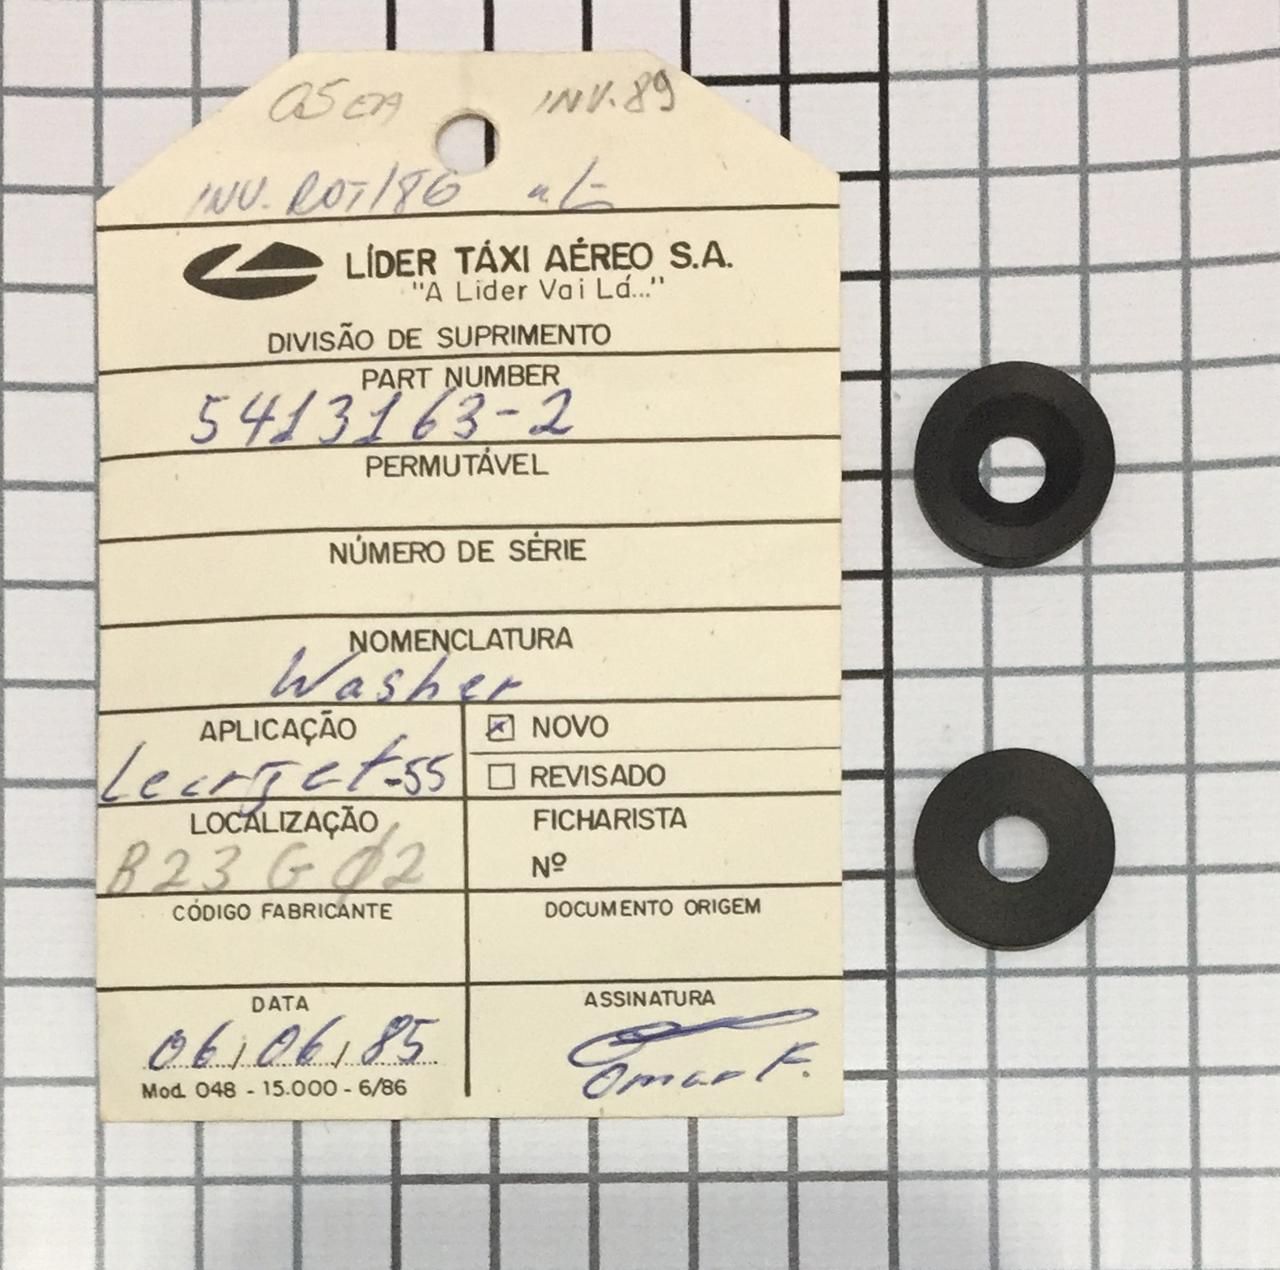 05 EA INV.89
INV. ROT/86
LÍDER TÁXI AÉREO S.A.
"A Lider Vai Lá..."
DIVISÃO DE SUPRIMENTO
PART NUMBER
5413163-2
PERMUTÁVEL
NÚMERO DE SÉRIE
NOMENCLATURA
Washer
APLICAÇÃO
Learjet-55
NOVO
REVISADO
LOCALIZAÇÃO
B23GØ2
FICHARISTA
Nº
CÓDIGO FABRICANTE
DOCUMENTO ORIGEM
DATA
06/06/85
Mod. 048 - 15.000 - 6/86
ASSINATURA
Omar F.